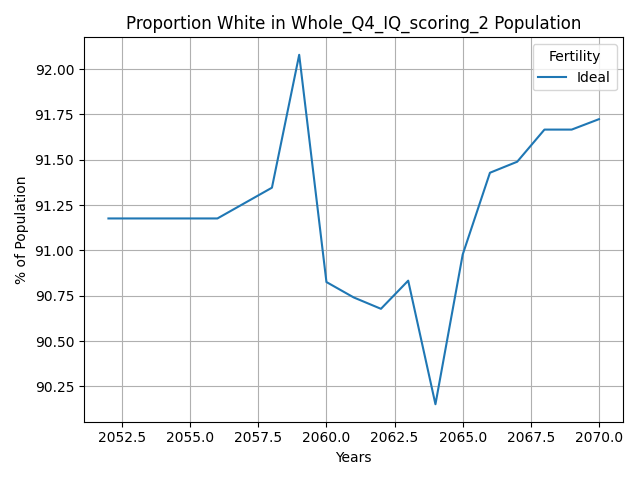 Proportion White in Whole_Q4_IQ_scoring_2 Population
Fertility
Ideal
92.00
91.75
91.50
91.25
91.00
90.75
90.50
90.25
% of Population
2052.5 2055.0 2057.5 2060.0 2062.5 2065.0 2067.5 2070.0
Years